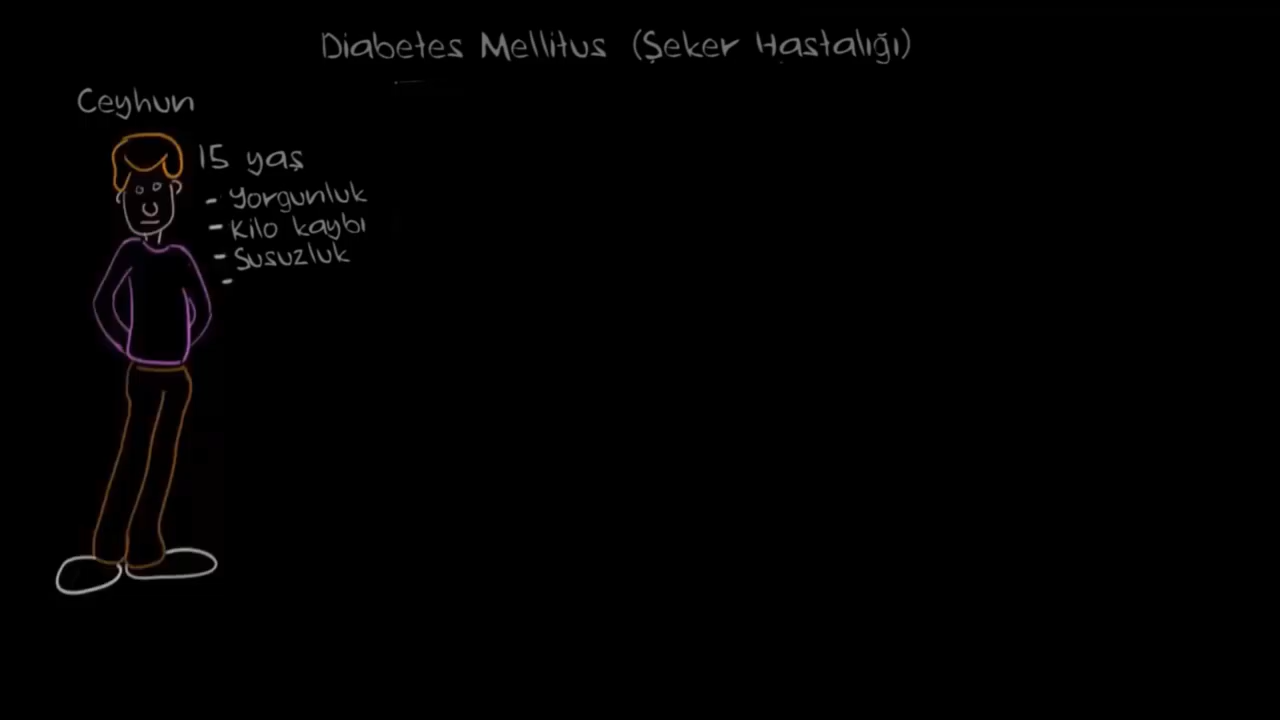 Diabetes Mellitus (Şeker Hastalığı)
Ceyhun
15 yaş
- Yorgunluk
- Kilo kaybı
- Susuzluk
-